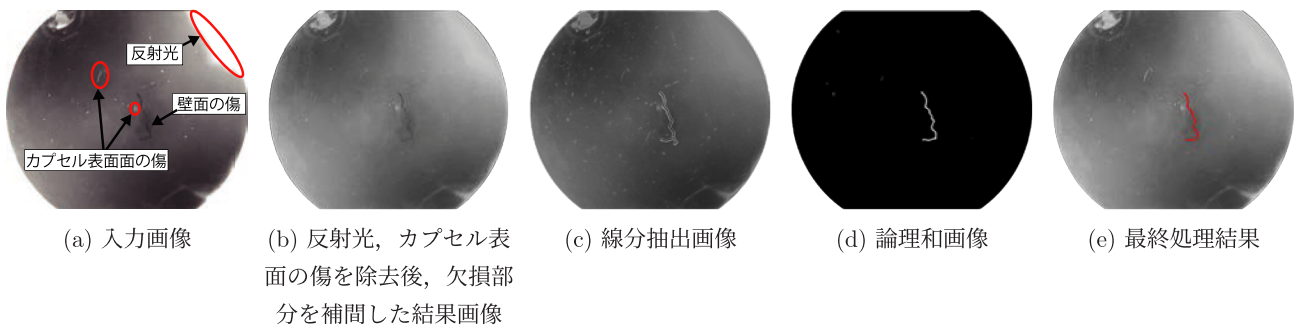 反射光
壁面の傷
カプセル表面面の傷
(a) 入力画像
(b) 反射光，カプセル表
面の傷を除去後，欠損部
分を補間した結果画像
(c) 線分抽出画像
(d) 論理和画像
(e) 最終処理結果